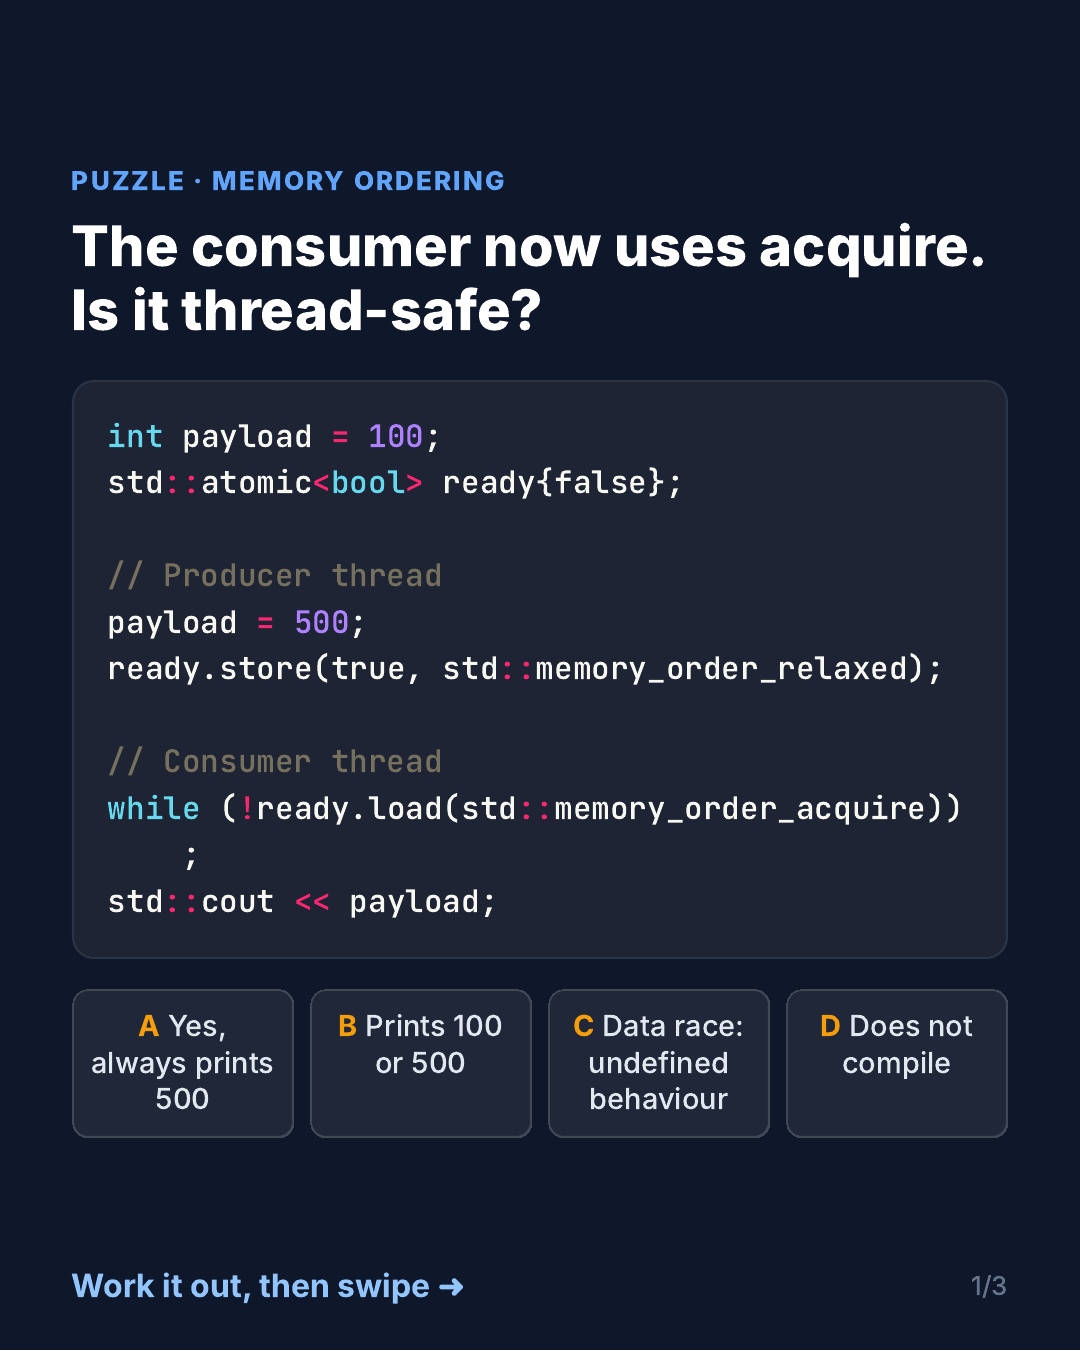 PUZZLE · MEMORY ORDERING
The consumer now uses acquire.
Is it thread-safe?
int payload = 100;
std::atomic<bool> ready{false};
// Producer thread
payload = 500;
ready.store(true, std::memory_order_relaxed);
// Consumer thread
while (!ready.load(std::memory_order_acquire))
    ;
std::cout << payload;
A Yes,
always prints
500
B Prints 100
or 500
C Data race:
undefined
behaviour
D Does not
compile
Work it out, then swipe ➜
1/3